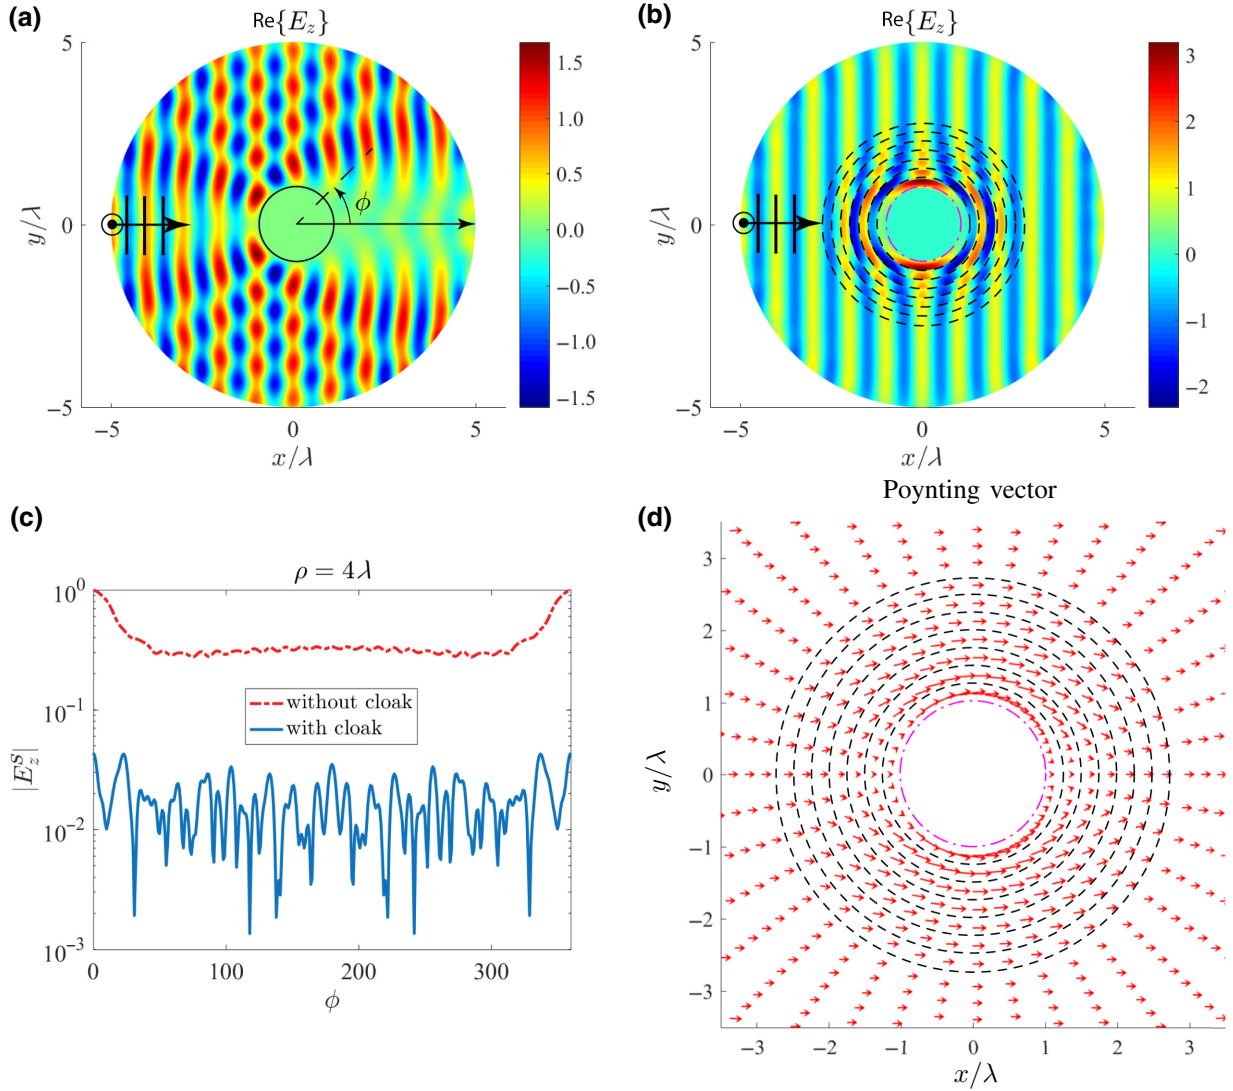 (a)
Re{E_z}
5
0
−5
y/λ
−5
0
5
x/λ
ϕ
1.5
1.0
0.5
0.0
−0.5
−1.0
−1.5
(b)
Re{E_z}
5
0
−5
y/λ
−5
0
5
x/λ
3
2
1
0
−1
−2
(c)
ρ = 4λ
10^0
10^−1
10^−2
10^−3
|E_z^S|
without cloak
with cloak
0
100
200
300
ϕ
Poynting vector
(d)
3
2
1
0
−1
−2
−3
y/λ
−3
−2
−1
0
1
2
3
x/λ